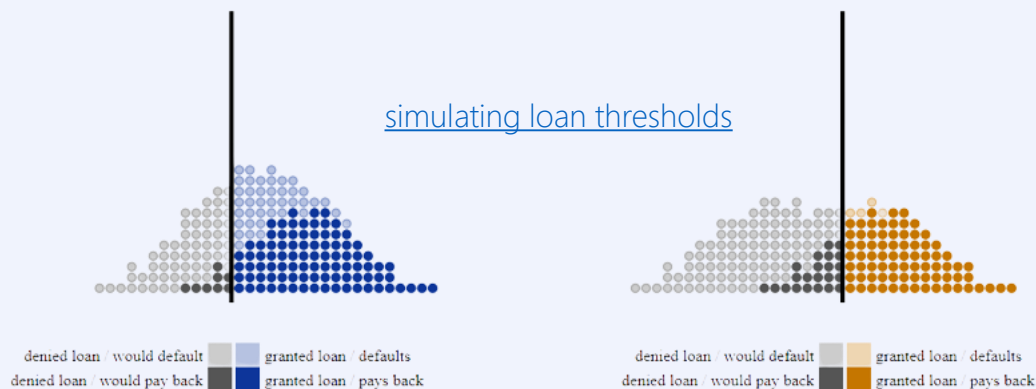 simulating loan thresholds
denied loan / would default
granted loan / defaults
denied loan / would pay back
granted loan / pays back
denied loan / would default
granted loan / defaults
denied loan / would pay back
granted loan / pays back